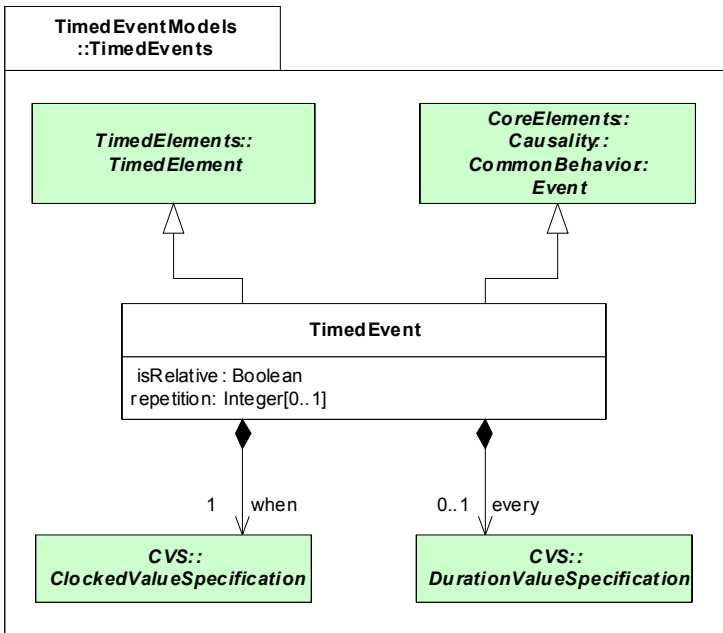 TimedEventModels
::TimedEvents
TimedElements::
TimedElement
CoreElements::
Causality::
CommonBehavior::
Event
TimedEvent
isRelative : Boolean
repetition: Integer[0..1]
1 when
0..1 every
CVS::
ClockedValueSpecification
CVS::
DurationValueSpecification